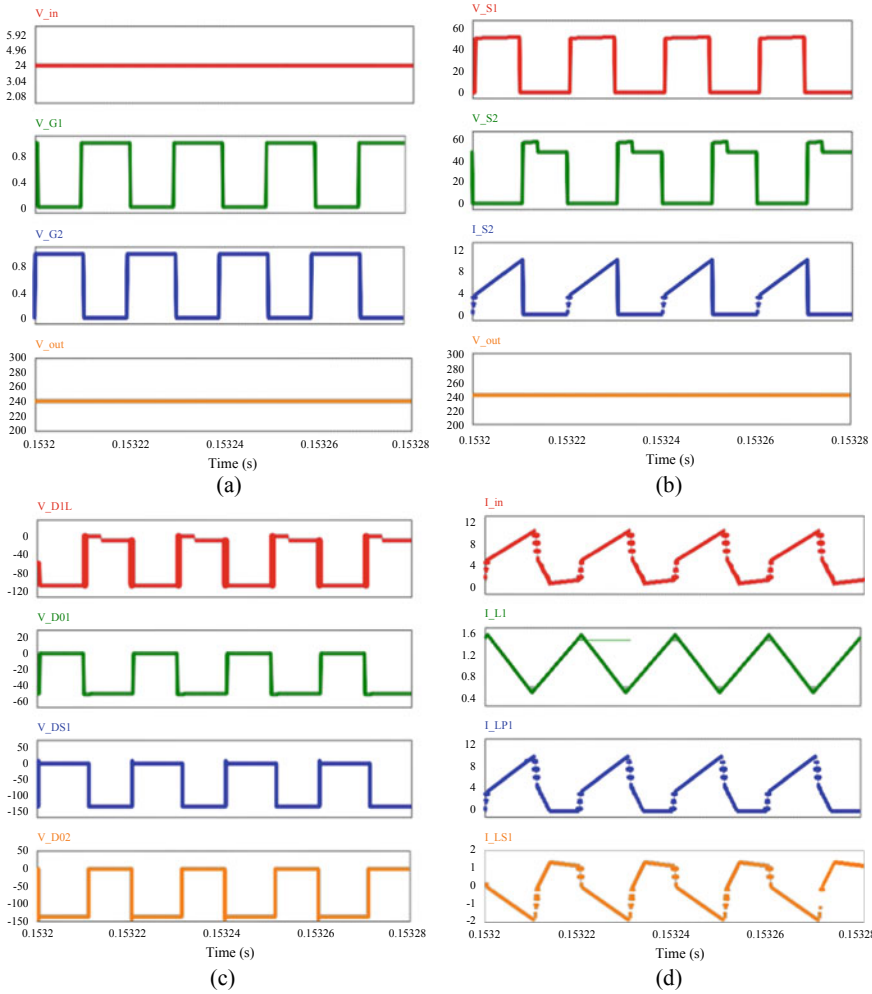 V_in
5.92
4.96
24
3.04
2.08
V_G1
0.8
0.4
0
V_G2
0.8
0.4
0
V_out
300
280
260
240
220
200
0.1532 0.15322 0.15324 0.15326 0.15328
Time (s)
(a)
V_S1
60
40
20
0
V_S2
60
40
20
0
I_S2
12
8
4
0
V_out
300
280
260
240
220
200
0.1532 0.15322 0.15324 0.15326 0.15328
Time (s)
(b)
V_D1L
0
-40
-80
-120
V_D01
20
0
-20
-40
-60
V_DS1
50
0
-50
-100
-150
V_D02
50
0
-50
-100
-150
0.1532 0.15322 0.15324 0.15326 0.15328
Time (s)
(c)
I_in
12
8
4
0
I_L1
1.6
1.2
0.8
0.4
I_LP1
12
8
4
0
I_LS1
2
1
0
-1
-2
0.1532 0.15322 0.15324 0.15326 0.15328
Time (s)
(d)